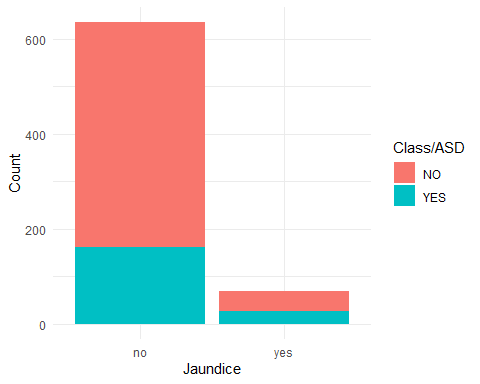 600
400
200
0
Count
no yes
Jaundice
Class/ASD
NO
YES